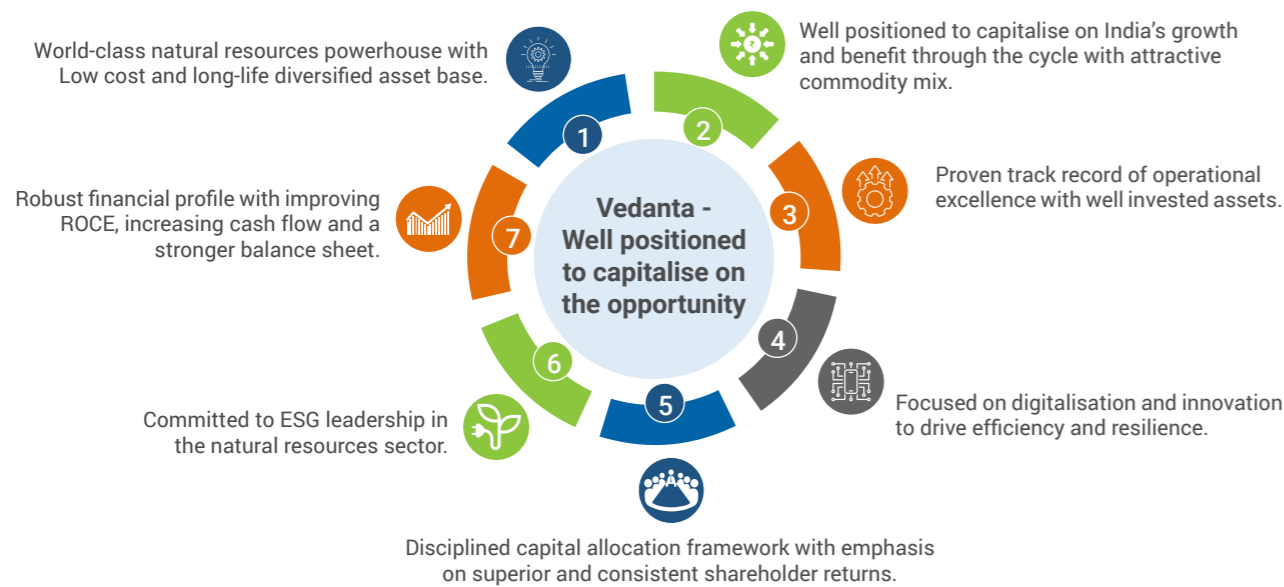 World-class natural resources powerhouse with
Low cost and long-life diversified asset base.
1
Well positioned to capitalise on India’s growth
and benefit through the cycle with attractive
commodity mix.
₹
2
Proven track record of operational
excellence with well invested assets.
3
Focused on digitalisation and innovation
to drive efficiency and resilience.
4
Disciplined capital allocation framework with emphasis
on superior and consistent shareholder returns.
5
Committed to ESG leadership in
the natural resources sector.
6
Robust financial profile with improving
ROCE, increasing cash flow and a
stronger balance sheet.
7
Vedanta -
Well positioned
to capitalise on
the opportunity